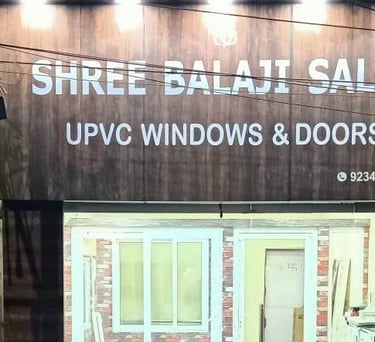 SHREE BALAJI SAL
UPVC WINDOWS & DOORS
9234